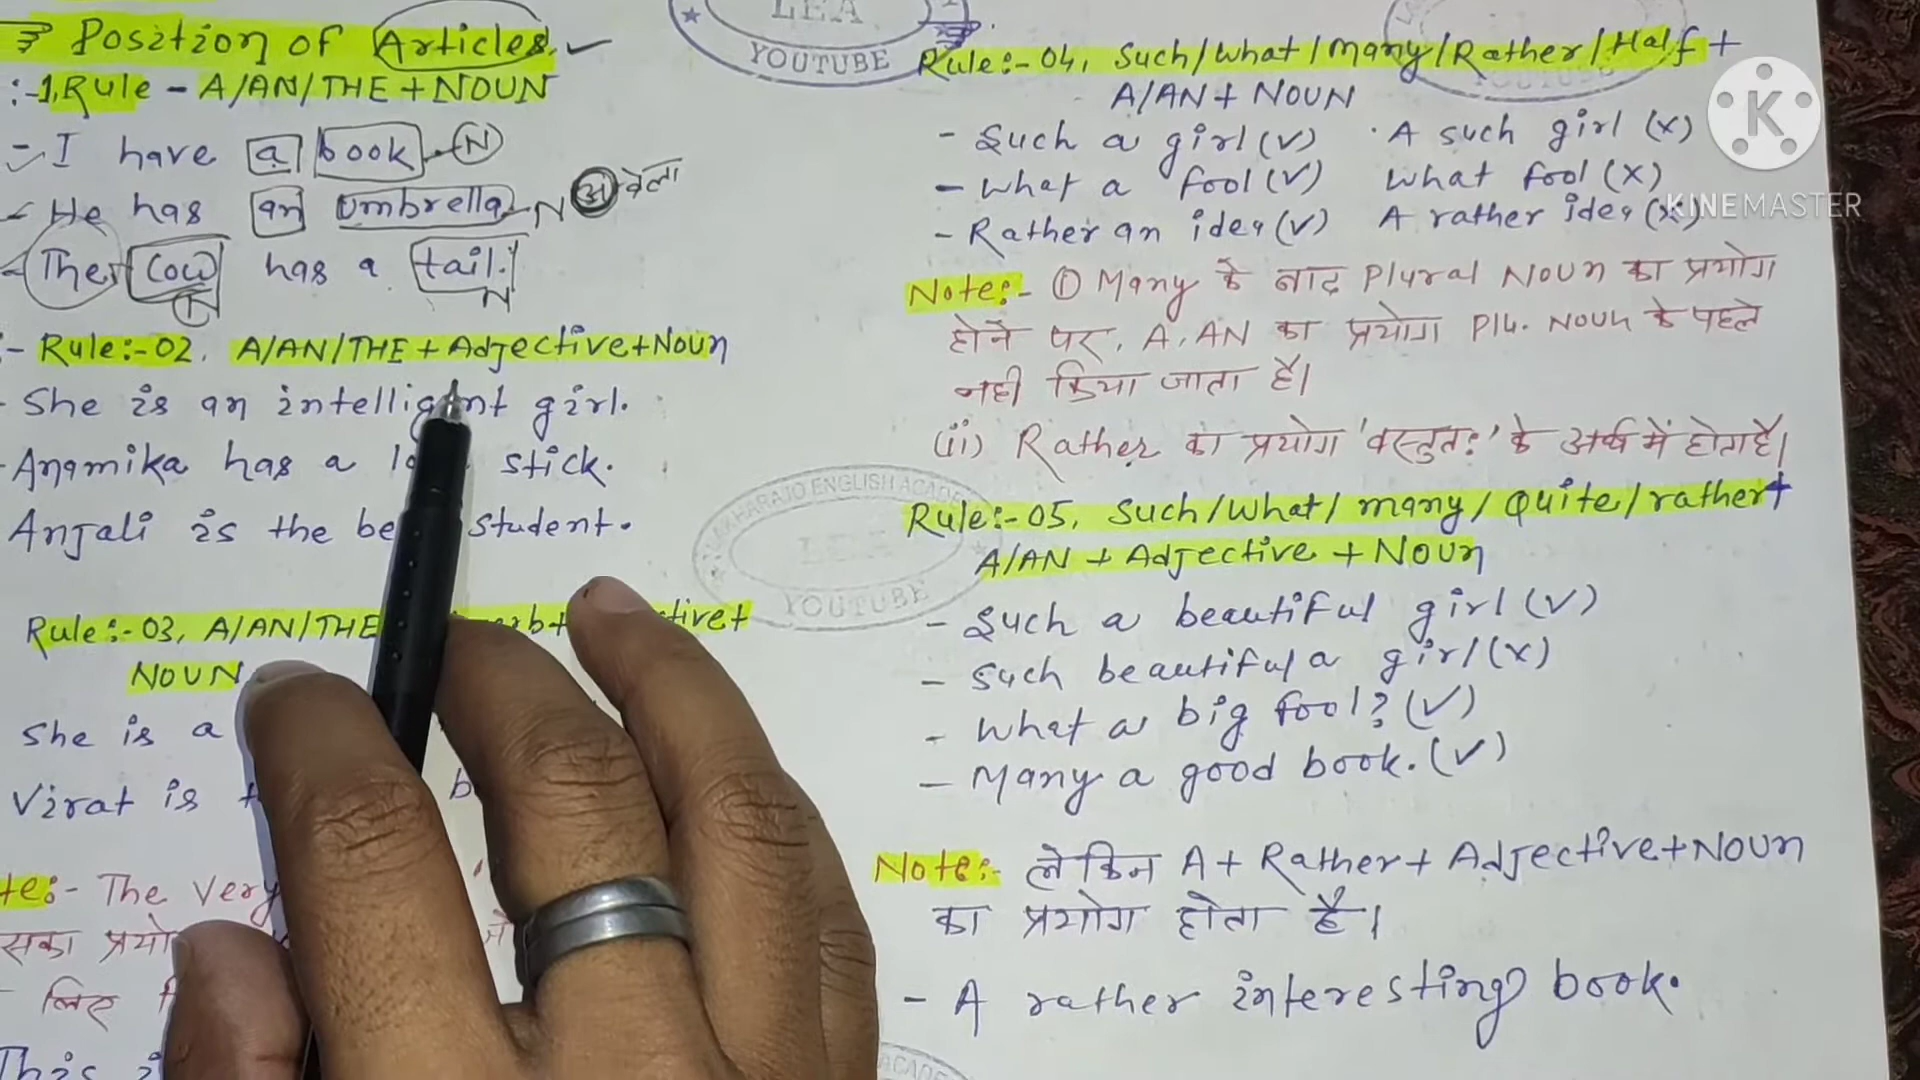 Position of Articles.
:-1, Rule - A/AN/THE + NOUN
- I have a book - N
He has an umbrella - N
The cow has a tail.
N
N
:- Rule:-02, A/AN/THE + Adjective + Noun
- She is an intelligent girl.
- Anamika has a stick.
Anjali is the student.
Rule:-03, A/AN/THE
NOUN
She is a
Virat is
Note:- The Very
लिए
This
LEA
YOUTUBE
Rule:-04, Such/What/Many/Rather/Half +
A/AN + NOUN
- Such a girl (✓) · A such girl (x)
- What a fool (✓) What fool (x)
- Rather an idea (✓) A rather idea (x)
Note:- ① Many के बाद Plural Noun का प्रयोग
होने पर, A, AN का प्रयोग Plu. Noun के पहले
नही किया जाता है।
(ii) Rather का प्रयोग 'वस्तुतः' के अर्थ में होता है।
Rule:-05, Such/What/many/Quite/rather +
A/AN + Adjective + Noun
- Such a beautiful girl (✓)
- Such beautiful a girl (x)
- What a big fool? (✓)
- Many a good book. (✓)
Note:- लेकिन A + Rather + Adjective + Noun
का प्रयोग होता है।
- A rather interesting book.
LEA
YOUTUBE
K
KINEMASTER